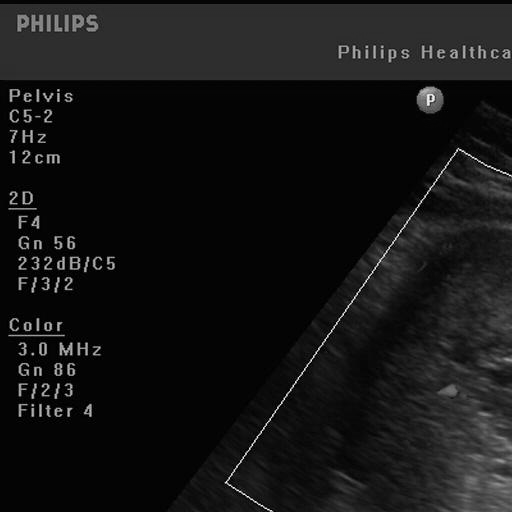 PHILIPS
Philips Healthca
P
Pelvis
C5-2
7Hz
12cm
2D
F4
Gn 56
232dB/C5
F/3/2
Color
3.0 MHz
Gn 86
F/2/3
Filter 4